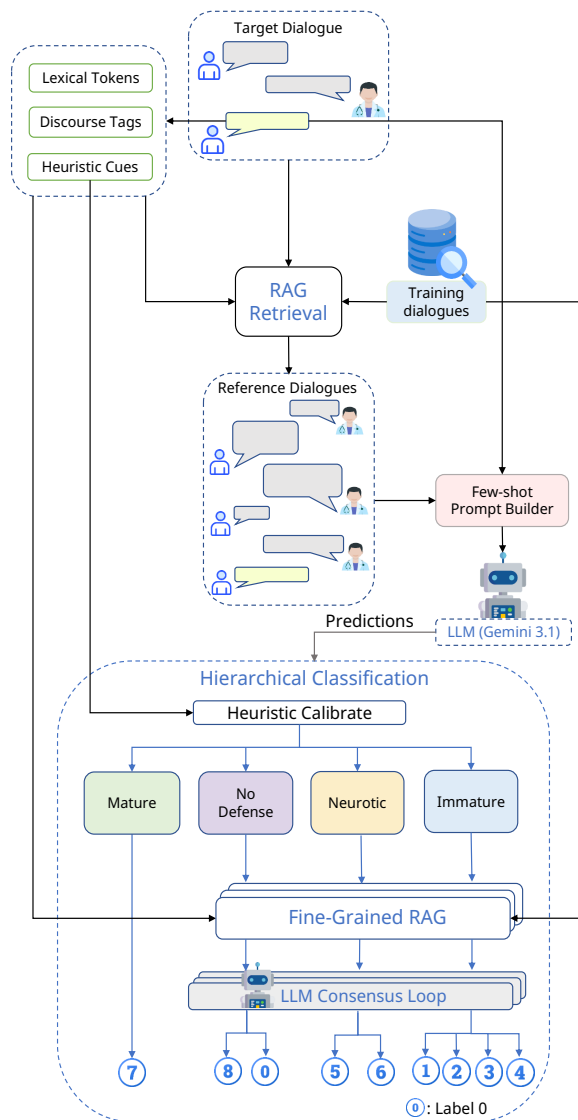 Target Dialogue
Lexical Tokens
Discourse Tags
Heuristic Cues
RAG
Retrieval
Training
dialogues
Reference Dialogues
Few-shot
Prompt Builder
LLM (Gemini 3.1)
Predictions
Hierarchical Classification
Heuristic Calibrate
Mature
No
Defense
Neurotic
Immature
Fine-Grained RAG
LLM Consensus Loop
7
8
0
5
6
1
2
3
4
0 : Label 0